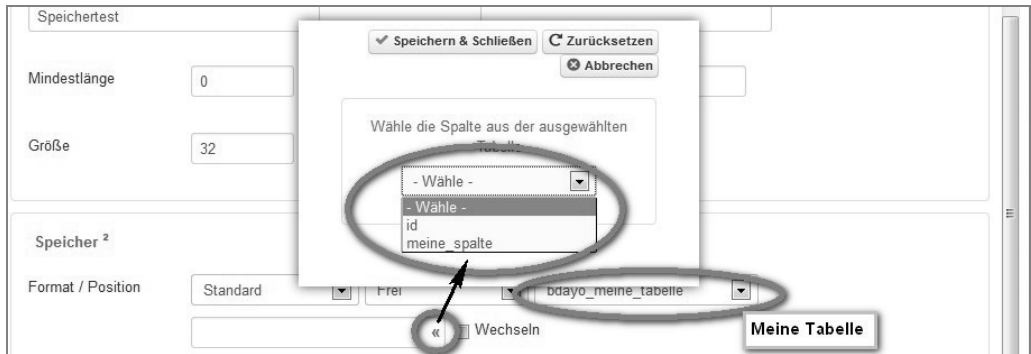 Speichertest
Speichern & Schließen
Zurücksetzen
Abbrechen
Mindestlänge
0
Wähle die Spalte aus der ausgewählten
Tabelle
Größe
32
- Wähle -
- Wähle -
id
meine_spalte
Speicher ²
Format / Position
Standard
Frei
bdayo_meine_tabelle
«
Wechseln
Meine Tabelle